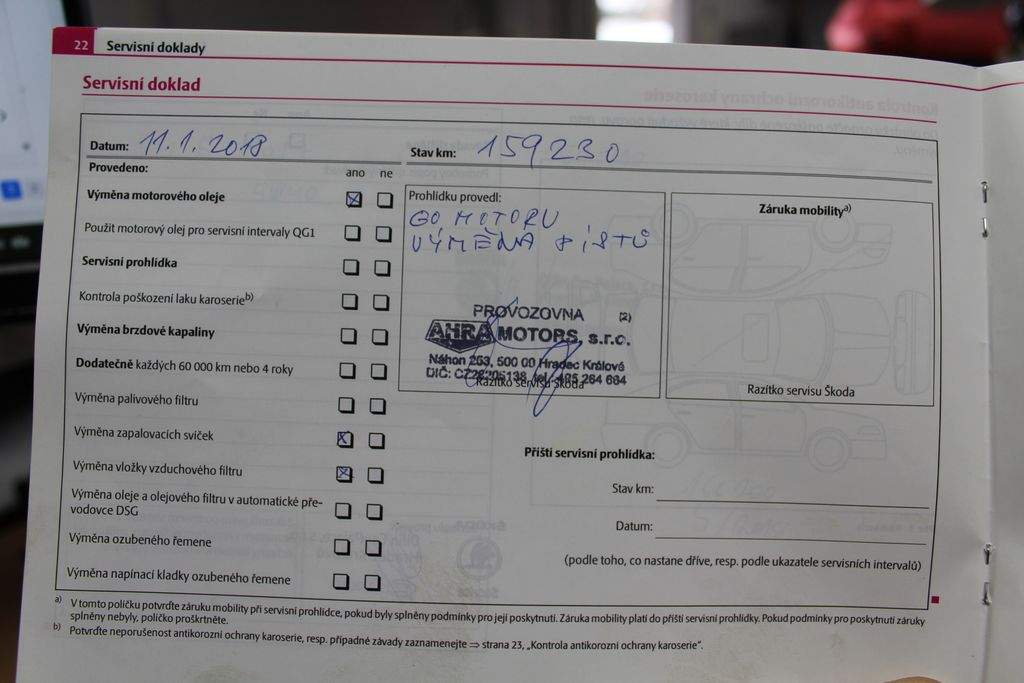 22 Servisní doklady
Servisní doklad
Datum: 11.1.2018
Stav km: 159230
Provedeno:
ano ne
Výměna motorového oleje
Použit motorový olej pro servisní intervaly QG1
Servisní prohlídka
Kontrola poškození laku karoserie b)
Výměna brzdové kapaliny
Dodatečně každých 60 000 km nebo 4 roky
Výměna palivového filtru
Výměna zapalovacích svíček
Výměna vložky vzduchového filtru
Výměna oleje a olejového filtru v automatické pře-
vodovce DSG
Výměna ozubeného řemene
Výměna napínací kladky ozubeného řemene
Prohlídku provedl:
GO MOTORU
VÝMĚNA PÍSTŮ
PROVOZOVNA (2)
AHRA MOTORS, s.r.o.
Náhon 253, 500 00 Hradec Králové
DIČ: CZ28205138, tel.: 495 264 664
Razítko servisu Škoda
Záruka mobility a)
Razítko servisu Škoda
Příští servisní prohlídka:
Stav km:
Datum:
(podle toho, co nastane dříve, resp. podle ukazatele servisních intervalů)
a) V tomto políčku potvrďte záruku mobility při servisní prohlídce, pokud byly splněny podmínky pro její poskytnutí. Záruka mobility platí do příští servisní prohlídky. Pokud podmínky pro poskytnutí záruky
splněny nebyly, políčko proškrtněte.
b) Potvrďte neporušenost antikorozní ochrany karoserie, resp. případné závady zaznamenejte ⇒ strana 23, „Kontrola antikorozní ochrany karoserie“.